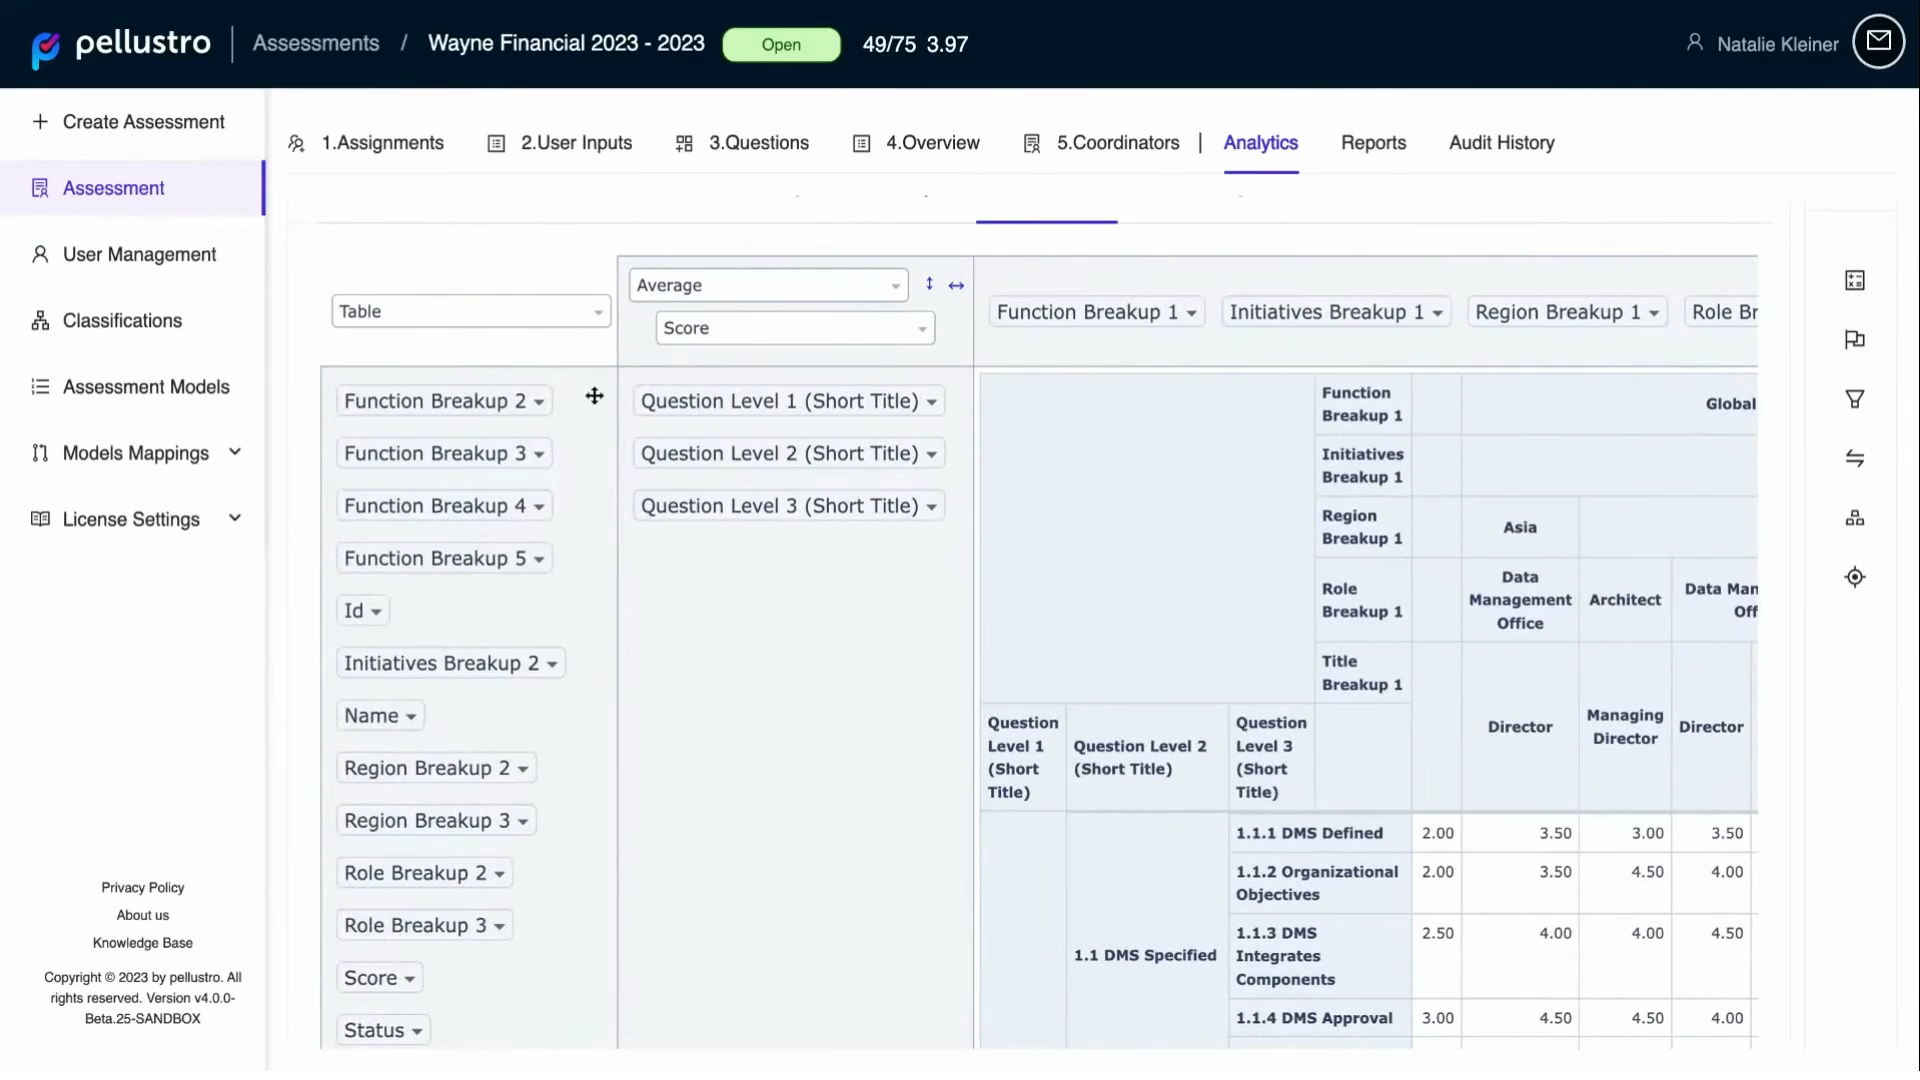 pellustro
Assessments / Wayne Financial 2023 - 2023 Open 49/75 3.97
Natalie Kleiner
Create Assessment
Assessment
User Management
Classifications
Assessment Models
Models Mappings
License Settings
Privacy Policy
About us
Knowledge Base
Copyright © 2023 by pellustro. All
rights reserved. Version v4.0.0-
Beta.25-SANDBOX
1.Assignments 2.User Inputs 3.Questions 4.Overview 5.Coordinators | Analytics Reports Audit History
Table
Average
Score
Function Breakup 1 Initiatives Breakup 1 Region Breakup 1 Role Br
Function Breakup 2
Function Breakup 3
Function Breakup 4
Function Breakup 5
Id
Initiatives Breakup 2
Name
Region Breakup 2
Region Breakup 3
Role Breakup 2
Role Breakup 3
Score
Status
Question Level 1 (Short Title)
Question Level 2 (Short Title)
Question Level 3 (Short Title)
Function
Breakup 1
Global
Initiatives
Breakup 1
Region
Breakup 1
Asia
Role
Breakup 1
Data
Management
Office
Architect
Data Man
Off
Title
Breakup 1
Director
Managing
Director
Director
Question
Level 1
(Short
Title)
Question Level 2
(Short Title)
Question
Level 3
(Short
Title)
1.1 DMS Specified
1.1.1 DMS Defined 2.00 3.50 3.00 3.50
1.1.2 Organizational
Objectives
2.00 3.50 4.50 4.00
1.1.3 DMS
Integrates
Components
2.50 4.00 4.00 4.50
1.1.4 DMS Approval 3.00 4.50 4.50 4.00